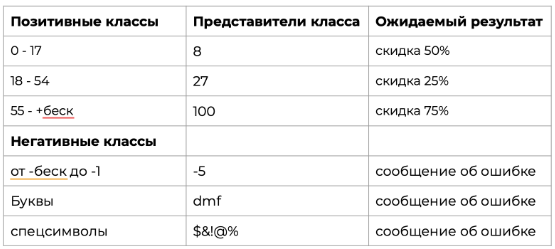 Позитивные классы Представители класса Ожидаемый результат
0 - 17 8 скидка 50%
18 - 54 27 скидка 25%
55 - +беск 100 скидка 75%
Негативные классы
от -беск до -1 -5 сообщение об ошибке
Буквы dmf сообщение об ошибке
спецсимволы $&!@% сообщение об ошибке